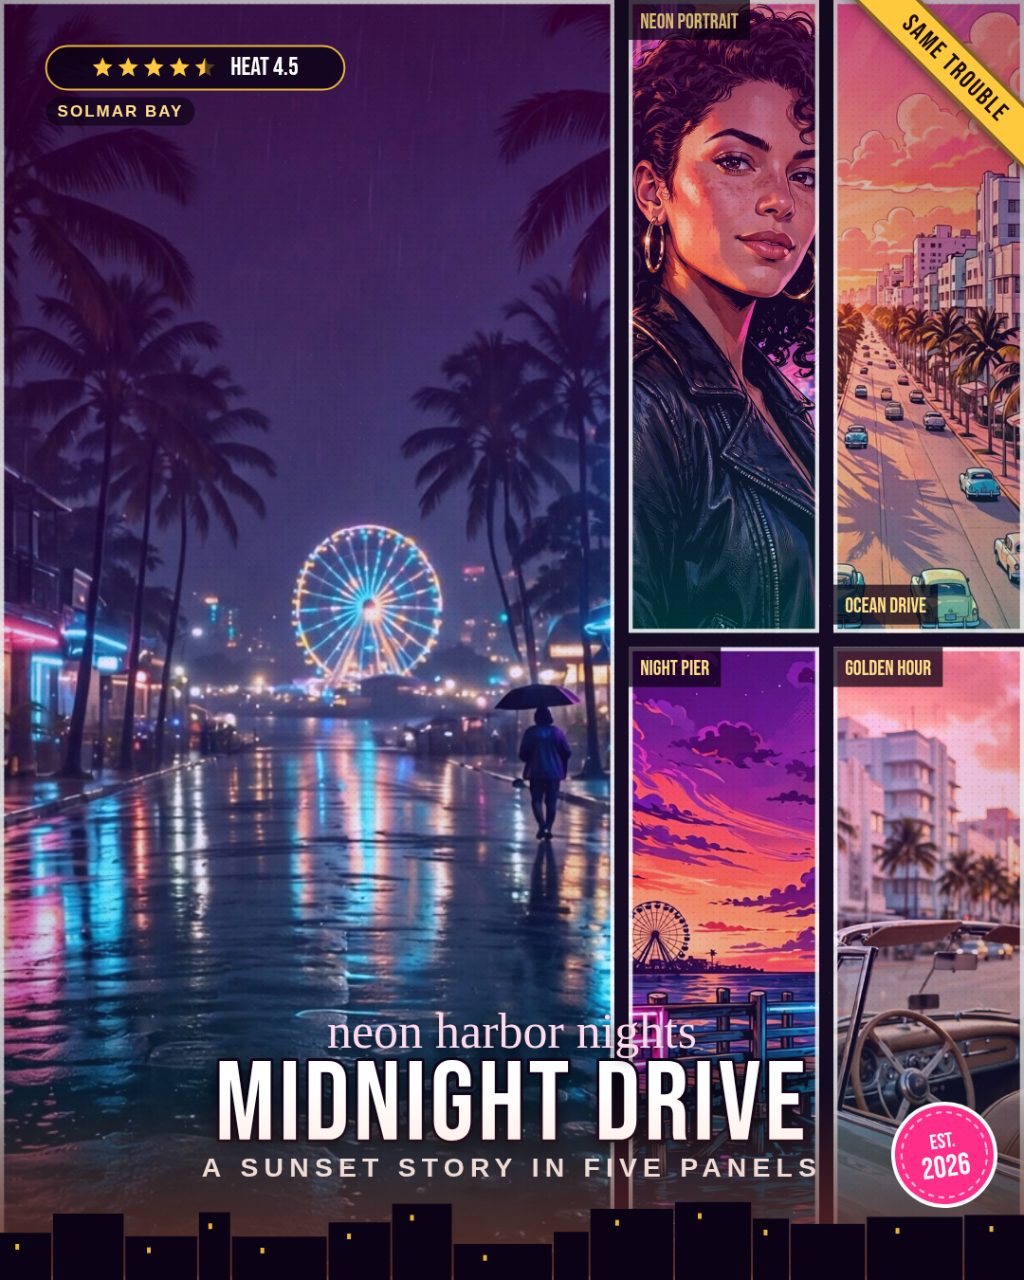 HEAT 4.5
SOLMAR BAY
NEON PORTRAIT
SAME TROUBLE
OCEAN DRIVE
NIGHT PIER
GOLDEN HOUR
neon harbor nights
MIDNIGHT DRIVE
A SUNSET STORY IN FIVE PANELS
EST.
2026